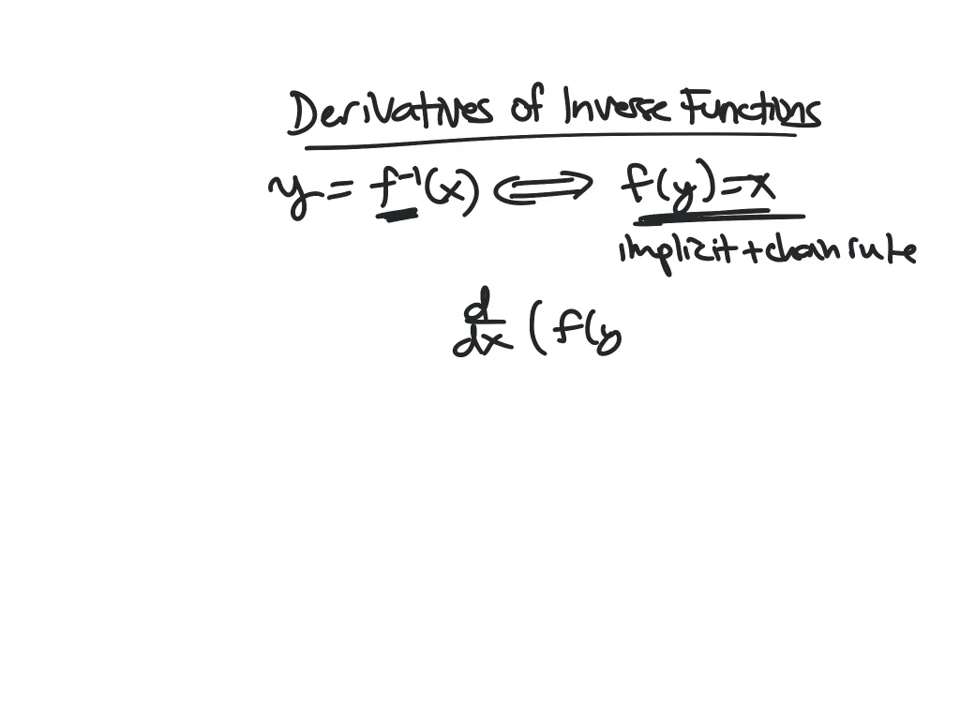 Derivatives of Inverse Functions
y = f⁻¹(x) ⟺ f(y)=x
implicit + chain rule
d/dx (f(y